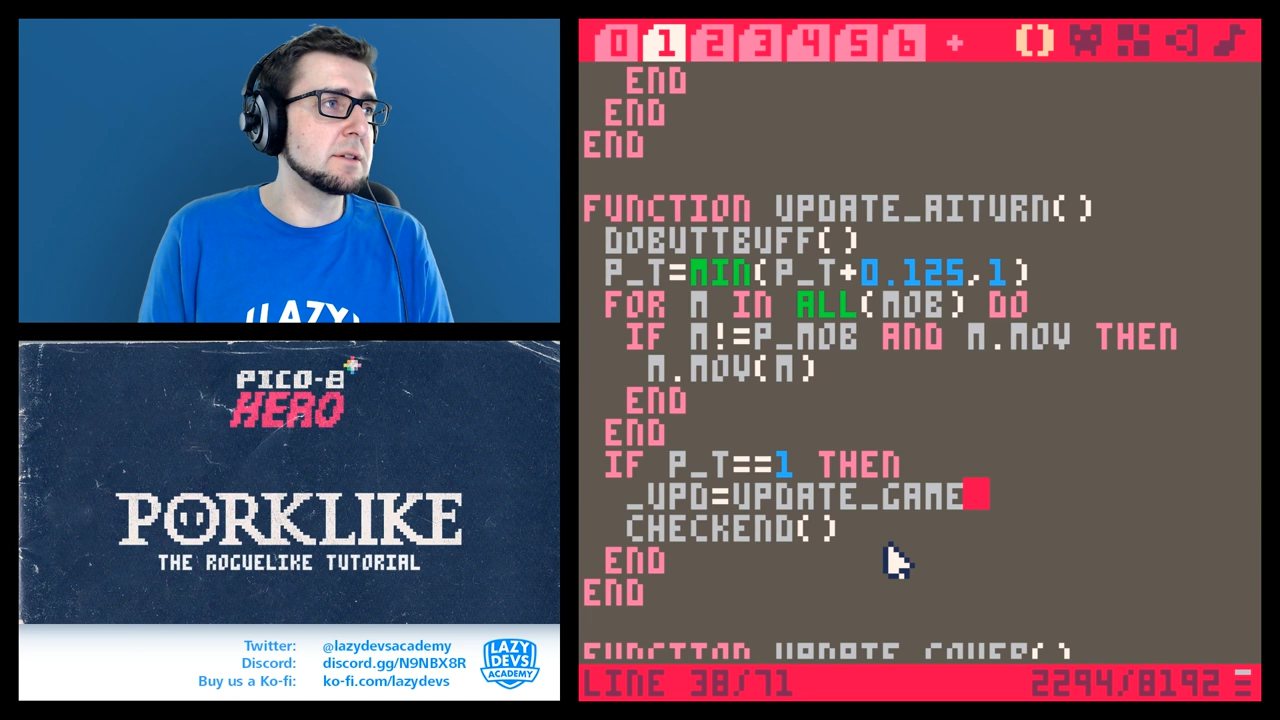 LAZY
PICO-8
HERO
PORKLIKE
THE ROGUELIKE TUTORIAL
Twitter: @lazydevsacademy
Discord: discord.gg/N9NBX8R
Buy us a Ko-fi: ko-fi.com/lazydevs
LAZY
DEVS
ACADEMY
0 1 2 3 4 5 6 +
END
END
END
FUNCTION UPDATE_AITURN()
DOBUTTBUFF()
P_T=MIN(P_T+0.125,1)
FOR M IN ALL(MOB) DO
IF M!=P_MOB AND M.MOV THEN
M.MOV(M)
END
END
IF P_T==1 THEN
_UPD=UPDATE_GAME
CHECKEND()
END
END
FUNCTION UPDATE_GOVER()
LINE 38/71 2294/8192